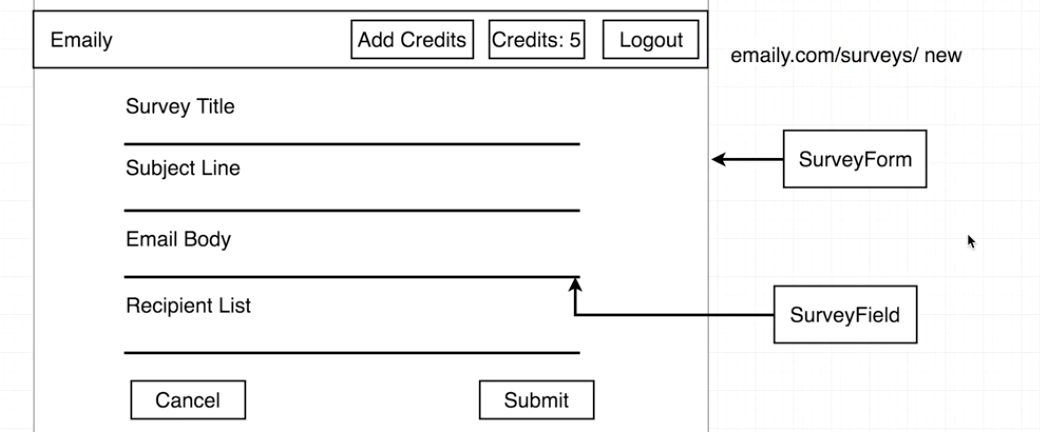 Emaily
Add Credits
Credits: 5
Logout
emaily.com/surveys/ new
Survey Title
SurveyForm
Subject Line
Email Body
Recipient List
SurveyField
Cancel
Submit